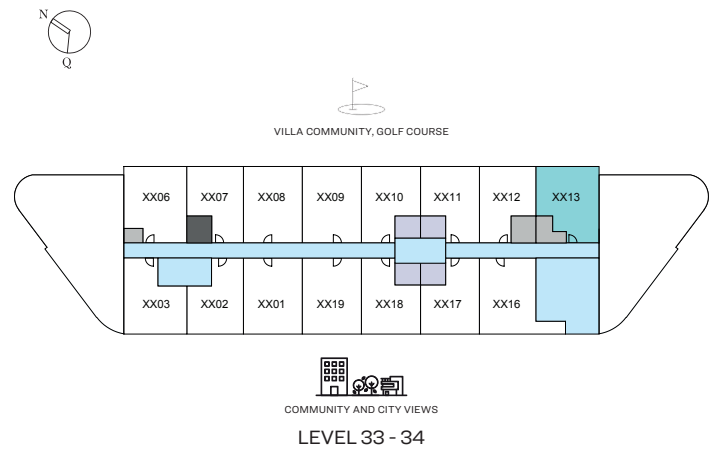 N
Q
VILLA COMMUNITY, GOLF COURSE
XX06 XX07 XX08 XX09 XX10 XX11 XX12 XX13
XX03 XX02 XX01 XX19 XX18 XX17 XX16
COMMUNITY AND CITY VIEWS
LEVEL 33 - 34